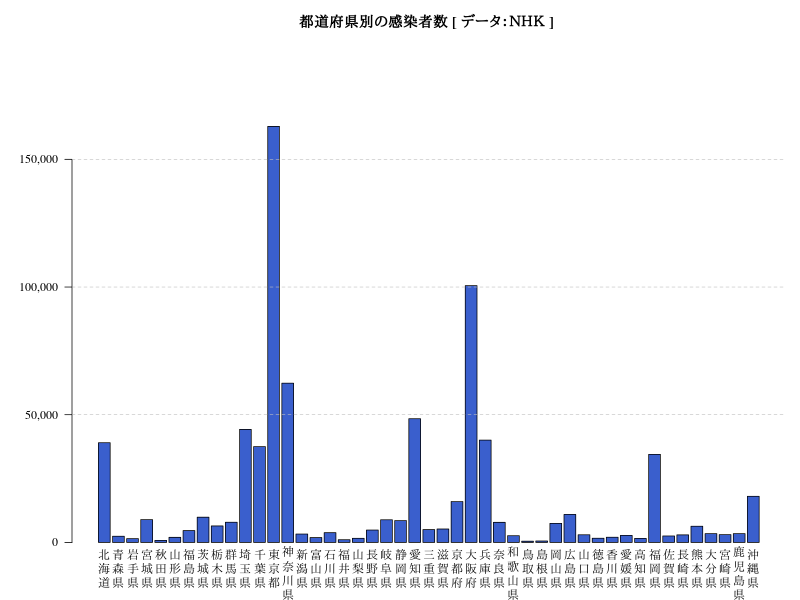 都道府県別の感染者数 [ データ：NHK ]
150,000
100,000
50,000
0
北海道
青森県
岩手県
宮城県
秋田県
山形県
福島県
茨城県
栃木県
群馬県
埼玉県
千葉県
東京都
神奈川県
新潟県
富山県
石川県
福井県
山梨県
長野県
岐阜県
静岡県
愛知県
三重県
滋賀県
京都府
大阪府
兵庫県
奈良県
和歌山県
鳥取県
島根県
岡山県
広島県
山口県
徳島県
香川県
愛媛県
高知県
福岡県
佐賀県
長崎県
熊本県
大分県
宮崎県
鹿児島県
沖縄県